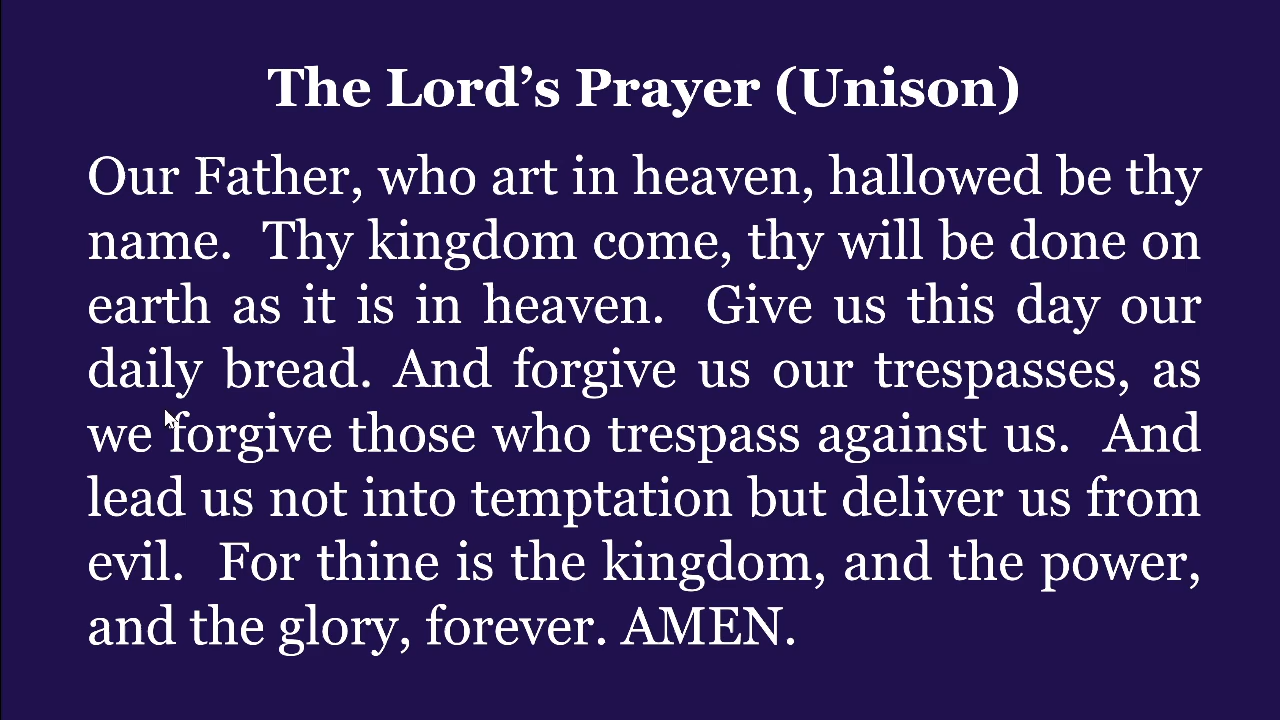 The Lord’s Prayer (Unison)
Our Father, who art in heaven, hallowed be thy
name.  Thy kingdom come, thy will be done on
earth as it is in heaven.  Give us this day our
daily bread. And forgive us our trespasses, as
we forgive those who trespass against us.  And
lead us not into temptation but deliver us from
evil.  For thine is the kingdom, and the power,
and the glory, forever. AMEN.